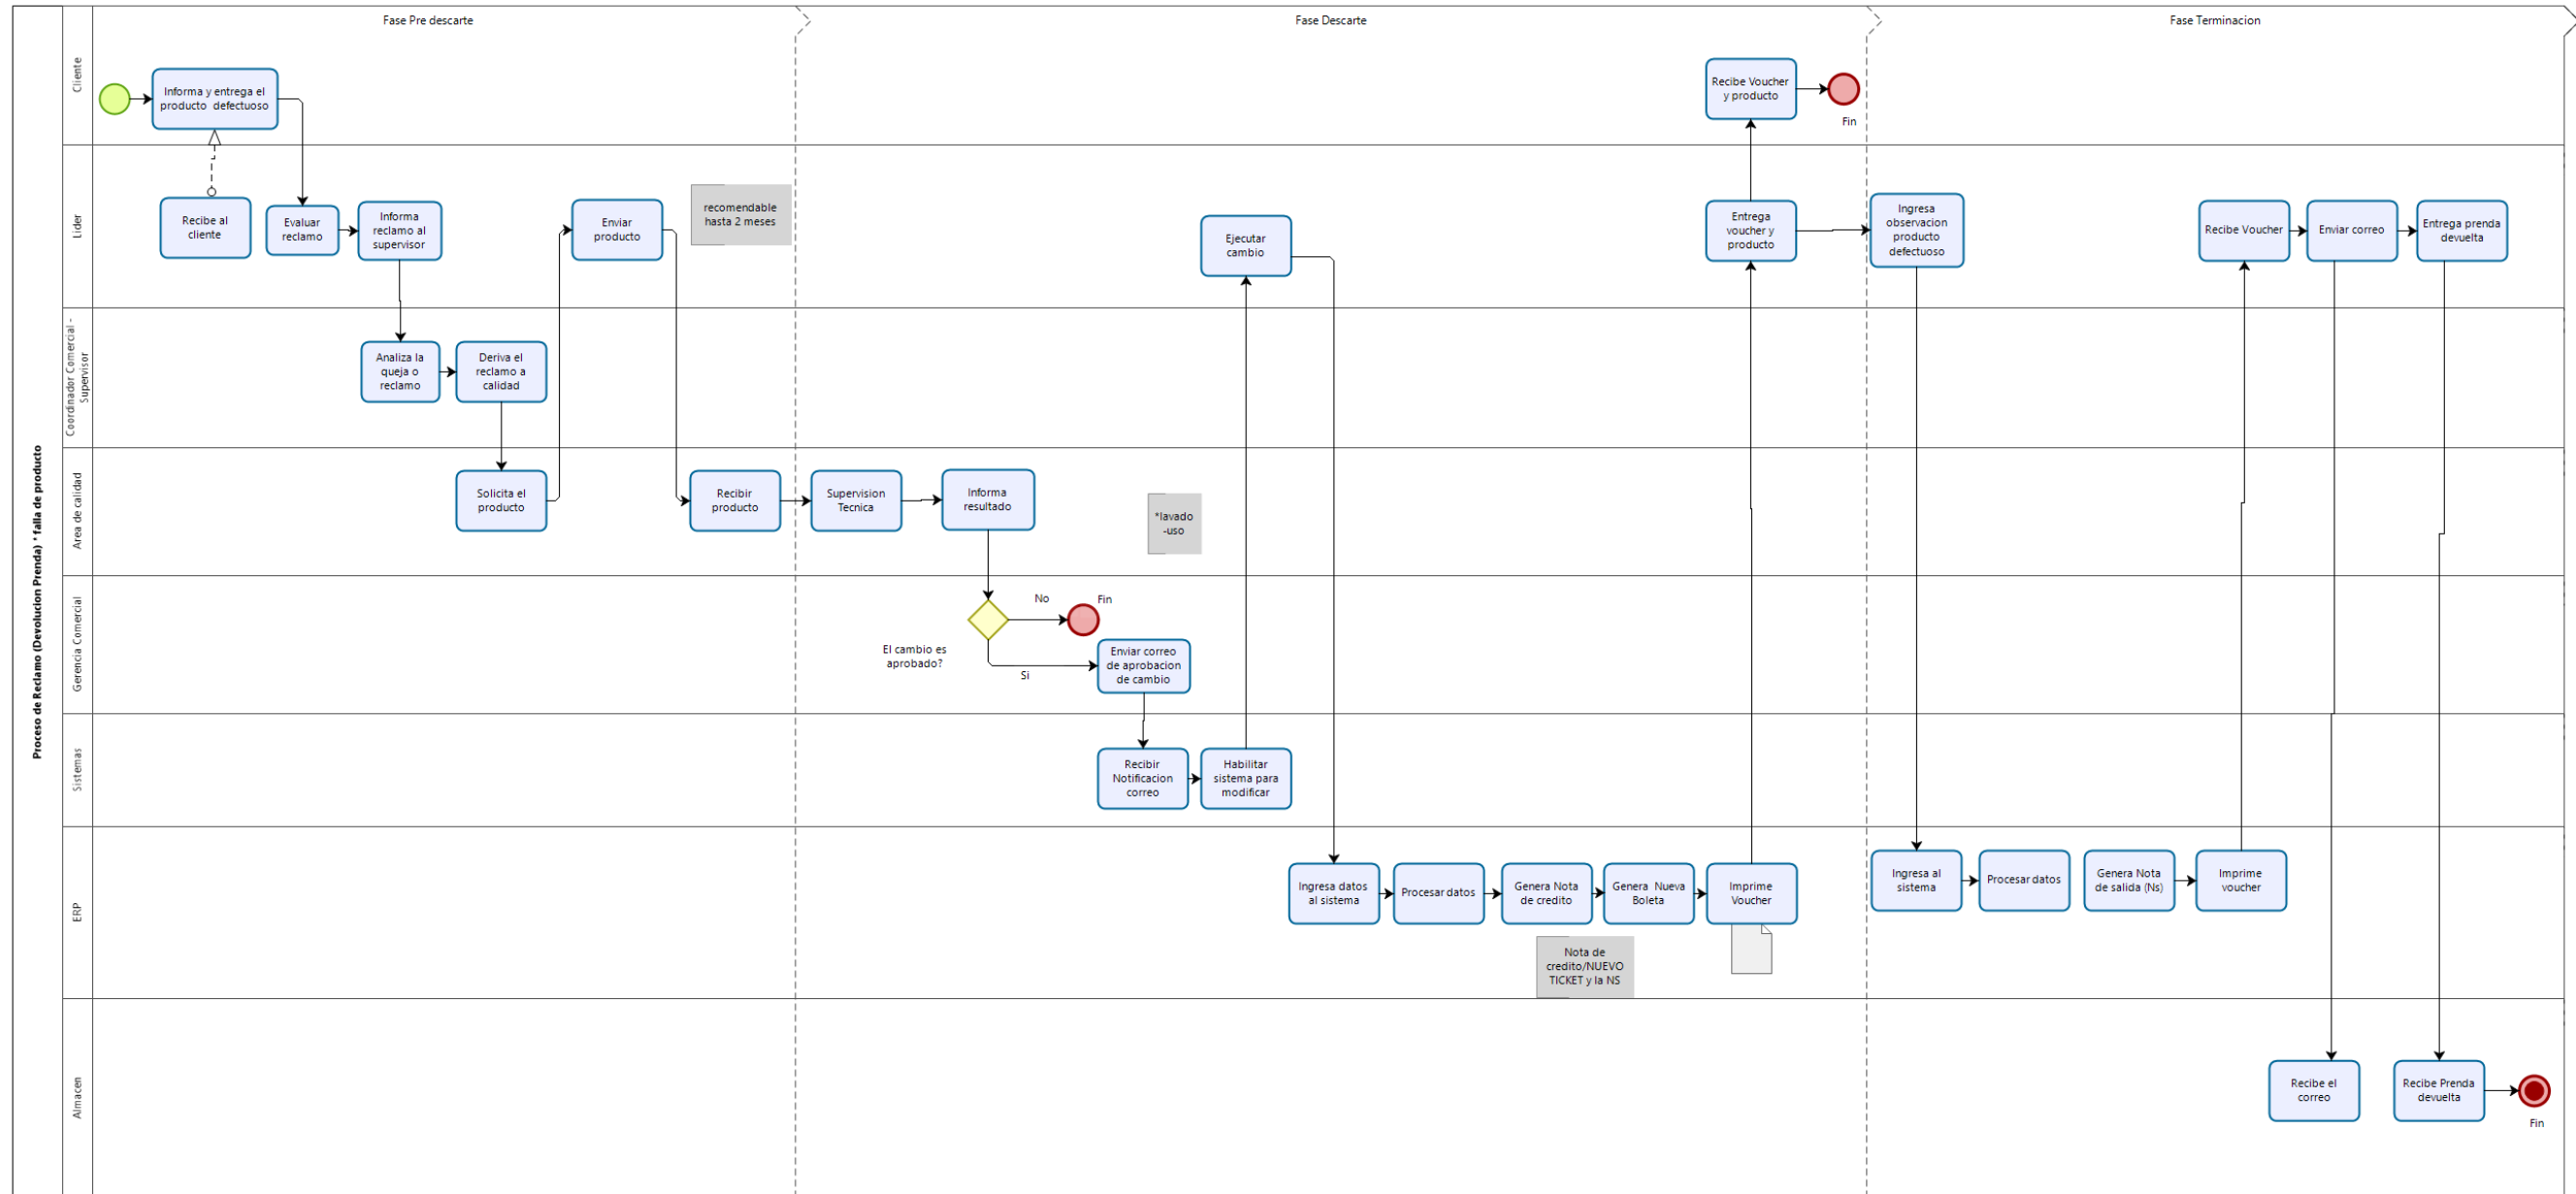 Proceso de Reclamo (Devolucion Prenda) * falla de producto
Fase Pre descarte
Fase Descarte
Fase Terminacion
Cliente
Informa y entrega el
producto defectuoso
Recibe Voucher
y producto
Fin
Lider
Recibe al
cliente
Evaluar
reclamo
Informa
reclamo al
supervisor
Enviar
producto
recomendable
hasta 2 meses
Ejecutar
cambio
Entrega
voucher y
producto
Ingresa
observacion
producto
defectuoso
Recibe Voucher
Enviar correo
Entrega prenda
devuelta
Coordinador Comercial -
Supervisor
Analiza la
queja o
reclamo
Deriva el
reclamo a
calidad
Area de calidad
Solicita el
producto
Recibir
producto
Supervision
Tecnica
Informa
resultado
*lavado
-uso
Gerencia Comercial
El cambio es
aprobado?
No
Fin
Si
Enviar correo
de aprobacion
de cambio
Sistemas
Recibir
Notificacion
correo
Habilitar
sistema para
modificar
ERP
Ingresa datos
al sistema
Procesar datos
Genera Nota
de credito
Genera Nueva
Boleta
Imprime
Voucher
Nota de
credito/NUEVO
TICKET y la NS
Ingresa al
sistema
Procesar datos
Genera Nota
de salida (Ns)
Imprime
voucher
Almacen
Recibe el
correo
Recibe Prenda
devuelta
Fin